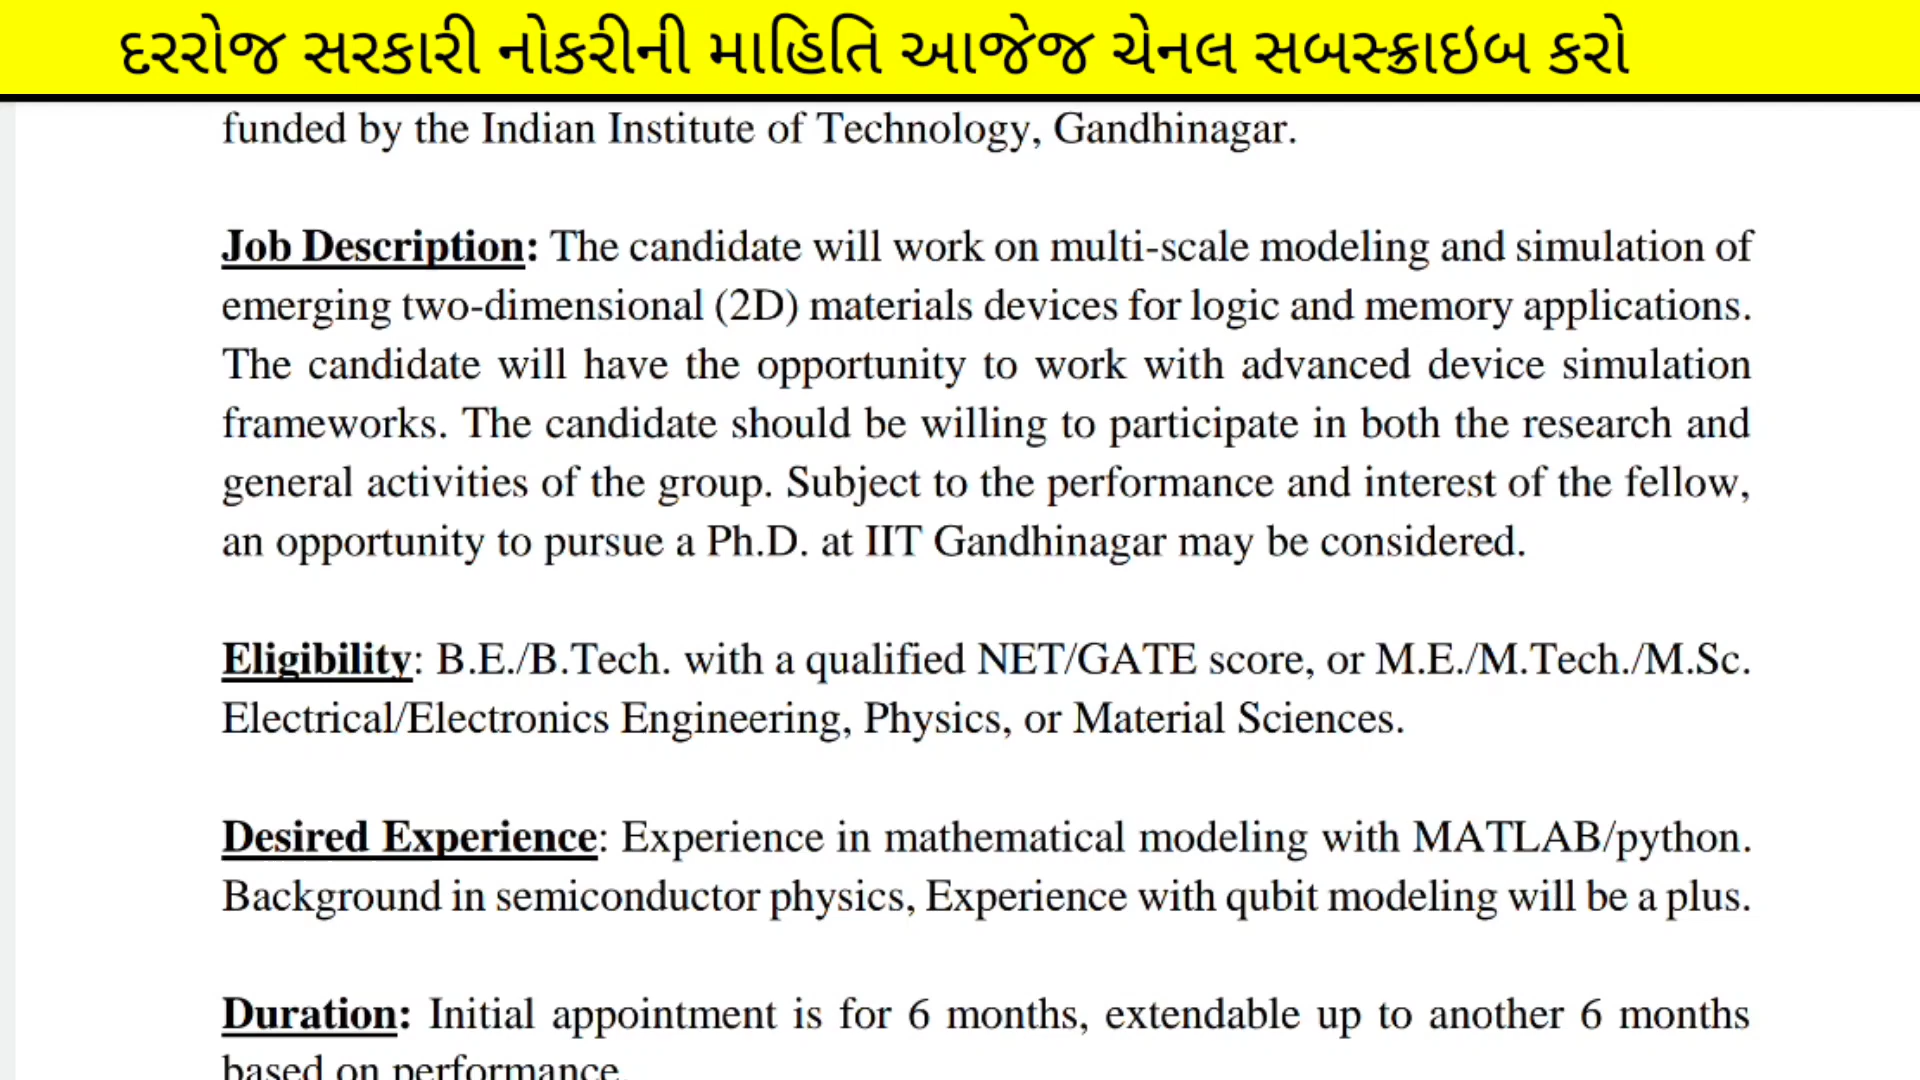 દરરોજ સરકારી નોકરીની માહિતિ આજેજ ચેનલ સબસ્ક્રાઇબ કરો
funded by the Indian Institute of Technology, Gandhinagar.
Job Description: The candidate will work on multi-scale modeling and simulation of
emerging two-dimensional (2D) materials devices for logic and memory applications.
The candidate will have the opportunity to work with advanced device simulation
frameworks. The candidate should be willing to participate in both the research and
general activities of the group. Subject to the performance and interest of the fellow,
an opportunity to pursue a Ph.D. at IIT Gandhinagar may be considered.
Eligibility: B.E./B.Tech. with a qualified NET/GATE score, or M.E./M.Tech./M.Sc.
Electrical/Electronics Engineering, Physics, or Material Sciences.
Desired Experience: Experience in mathematical modeling with MATLAB/python.
Background in semiconductor physics, Experience with qubit modeling will be a plus.
Duration: Initial appointment is for 6 months, extendable up to another 6 months
based on performance.